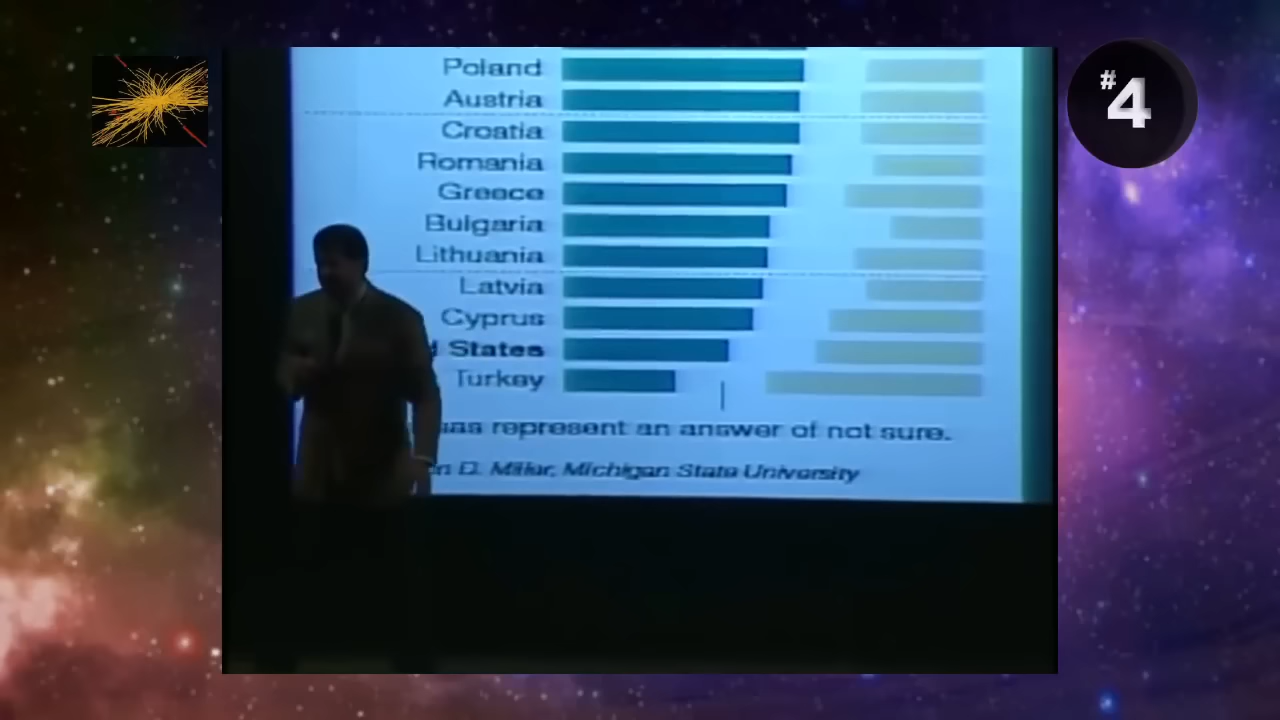 #4
Poland
Austria
Croatia
Romania
Greece
Bulgaria
Lithuania
Latvia
Cyprus
States
Turkey
represent an answer of not sure.
D. Miller, Michigan State University